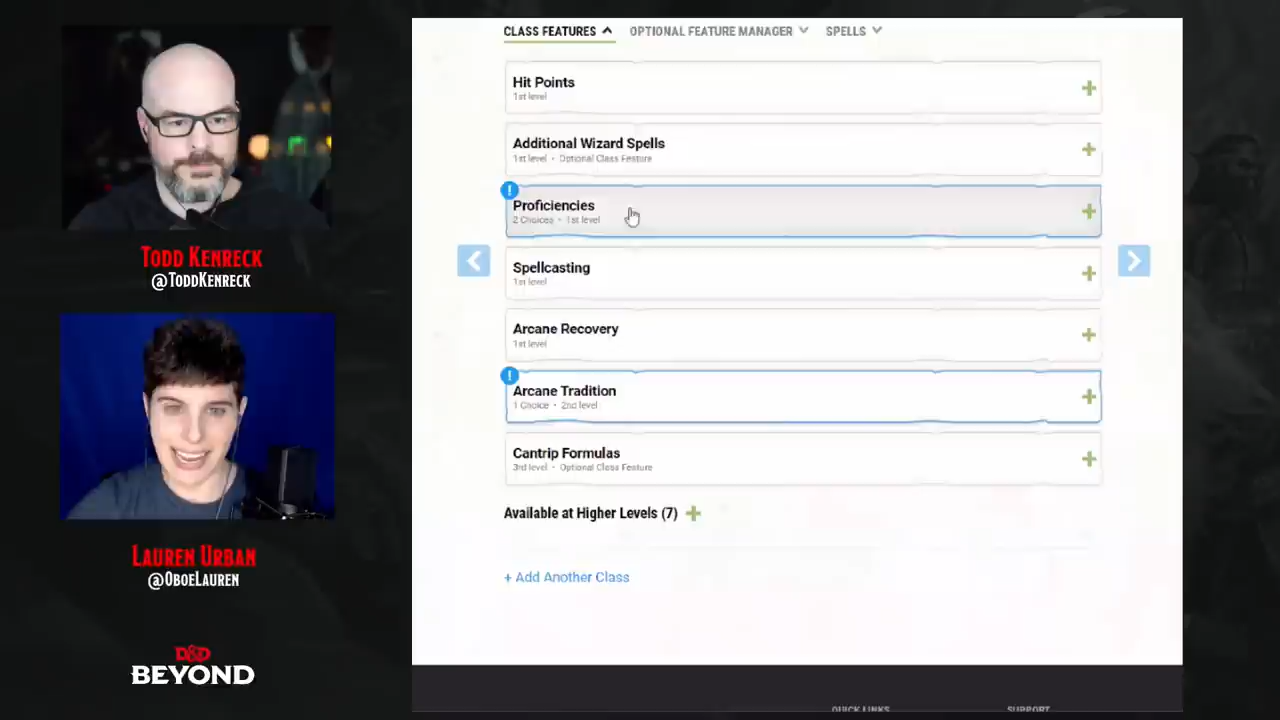 TODD KENRECK
@TODDKENRECK
LAUREN URBAN
@OBOELAUREN
D&D
BEYOND
CLASS FEATURES OPTIONAL FEATURE MANAGER SPELLS
Hit Points
1st level
Additional Wizard Spells
1st level • Optional Class Feature
!
Proficiencies
2 Choices • 1st level
Spellcasting
1st level
Arcane Recovery
1st level
!
Arcane Tradition
1 Choice • 2nd level
Cantrip Formulas
3rd level • Optional Class Feature
Available at Higher Levels (7)
+ Add Another Class
QUICK LINKS SUPPORT